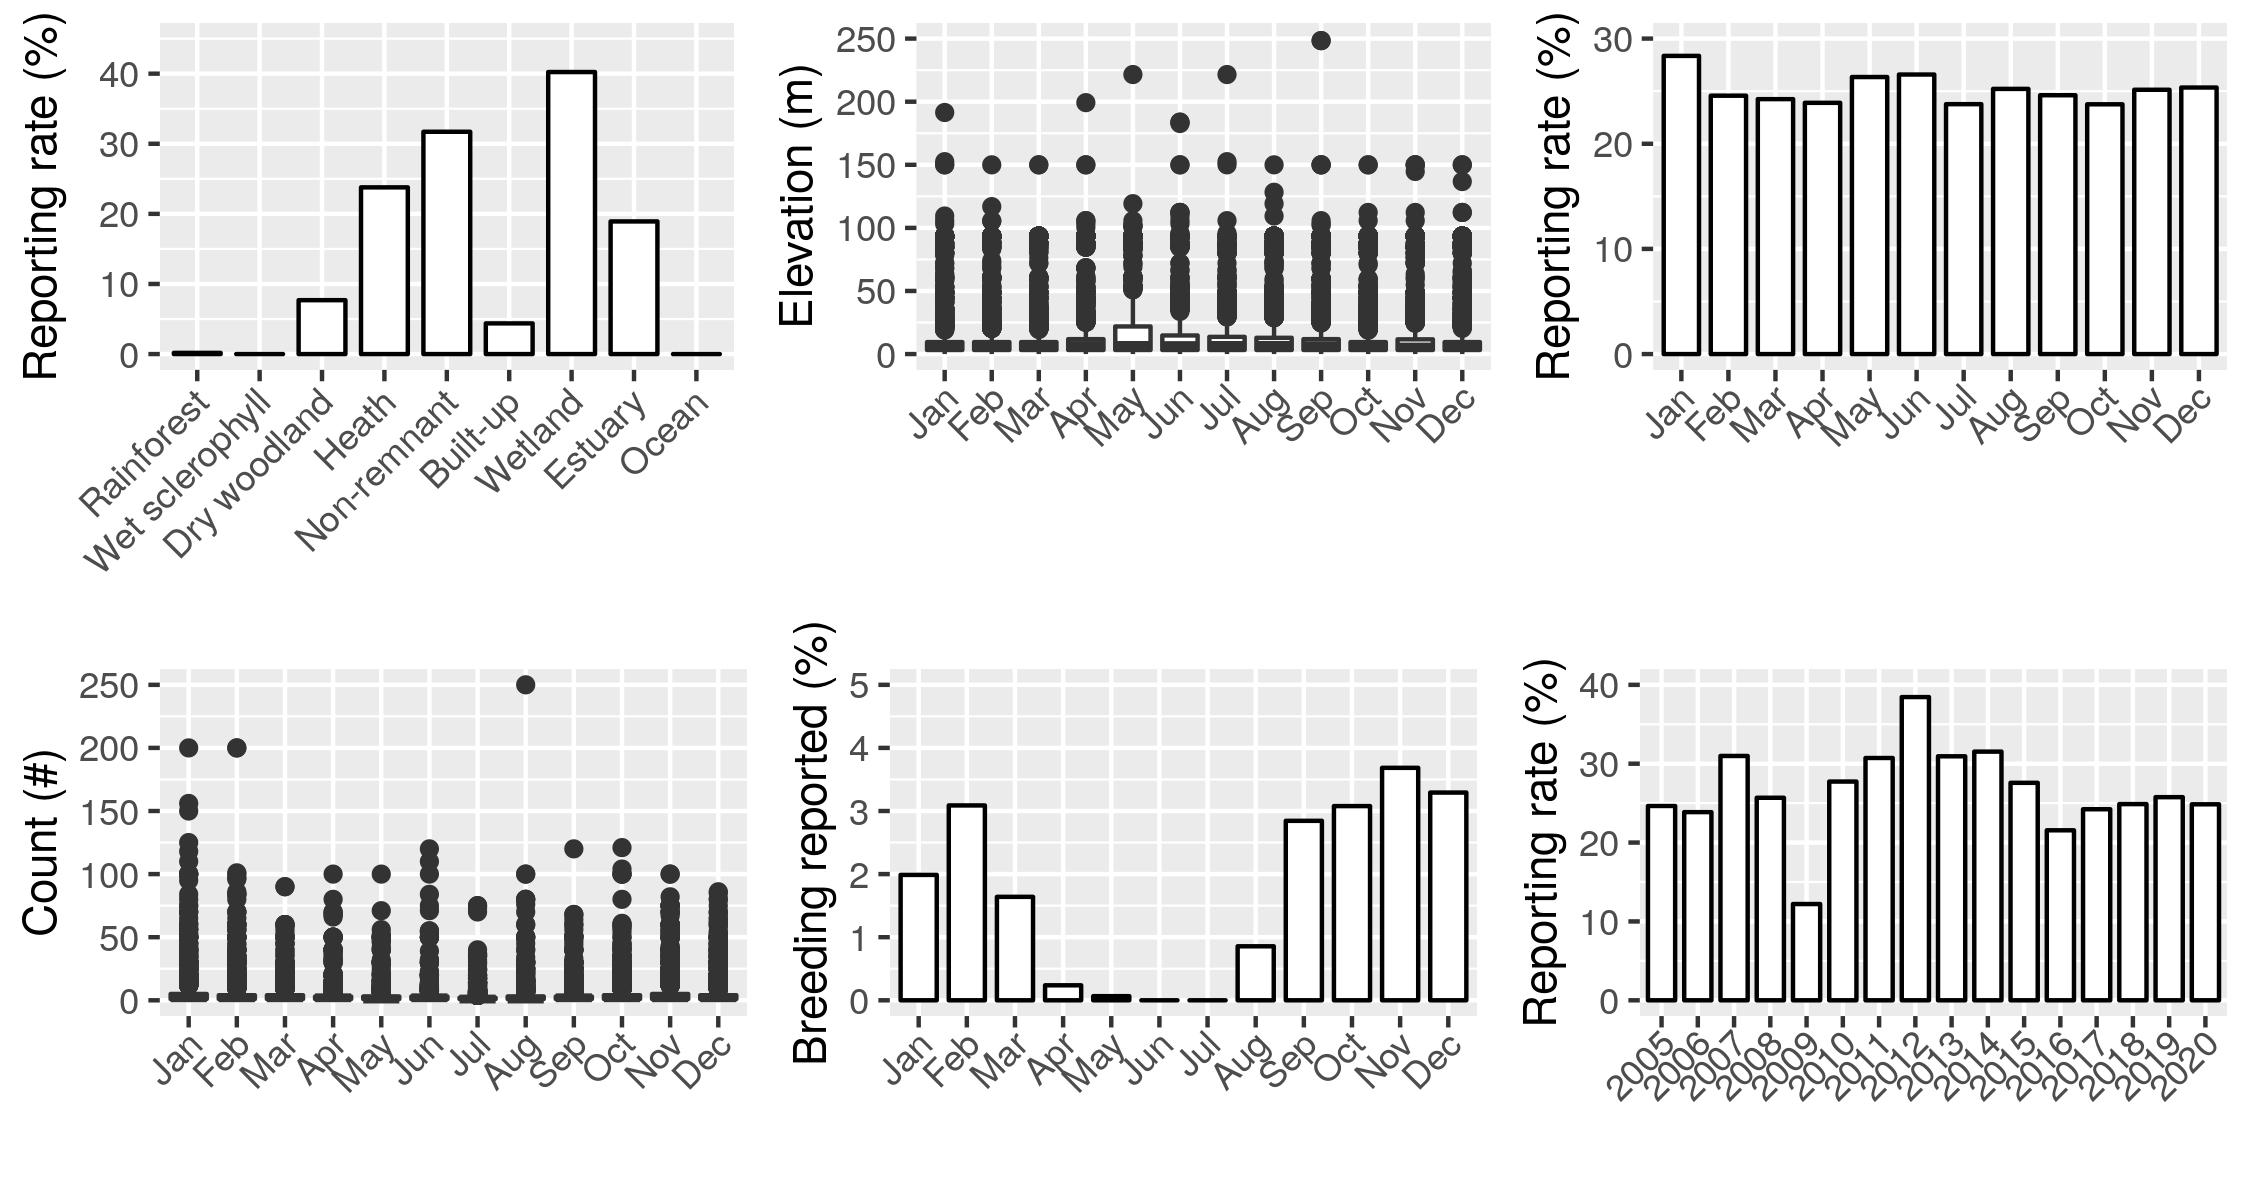 Reporting rate (%)
40
30
20
10
0
Rainforest
Wet sclerophyll
Dry woodland
Heath
Non-remnant
Built-up
Wetland
Estuary
Ocean
Elevation (m)
250
200
150
100
50
0
Jan
Feb
Mar
Apr
May
Jun
Jul
Aug
Sep
Oct
Nov
Dec
Reporting rate (%)
30
20
10
0
Jan
Feb
Mar
Apr
May
Jun
Jul
Aug
Sep
Oct
Nov
Dec
Count (#)
250
200
150
100
50
0
Jan
Feb
Mar
Apr
May
Jun
Jul
Aug
Sep
Oct
Nov
Dec
Breeding reported (%)
5
4
3
2
1
0
Jan
Feb
Mar
Apr
May
Jun
Jul
Aug
Sep
Oct
Nov
Dec
Reporting rate (%)
40
30
20
10
0
2005
2006
2007
2008
2009
2010
2011
2012
2013
2014
2015
2016
2017
2018
2019
2020